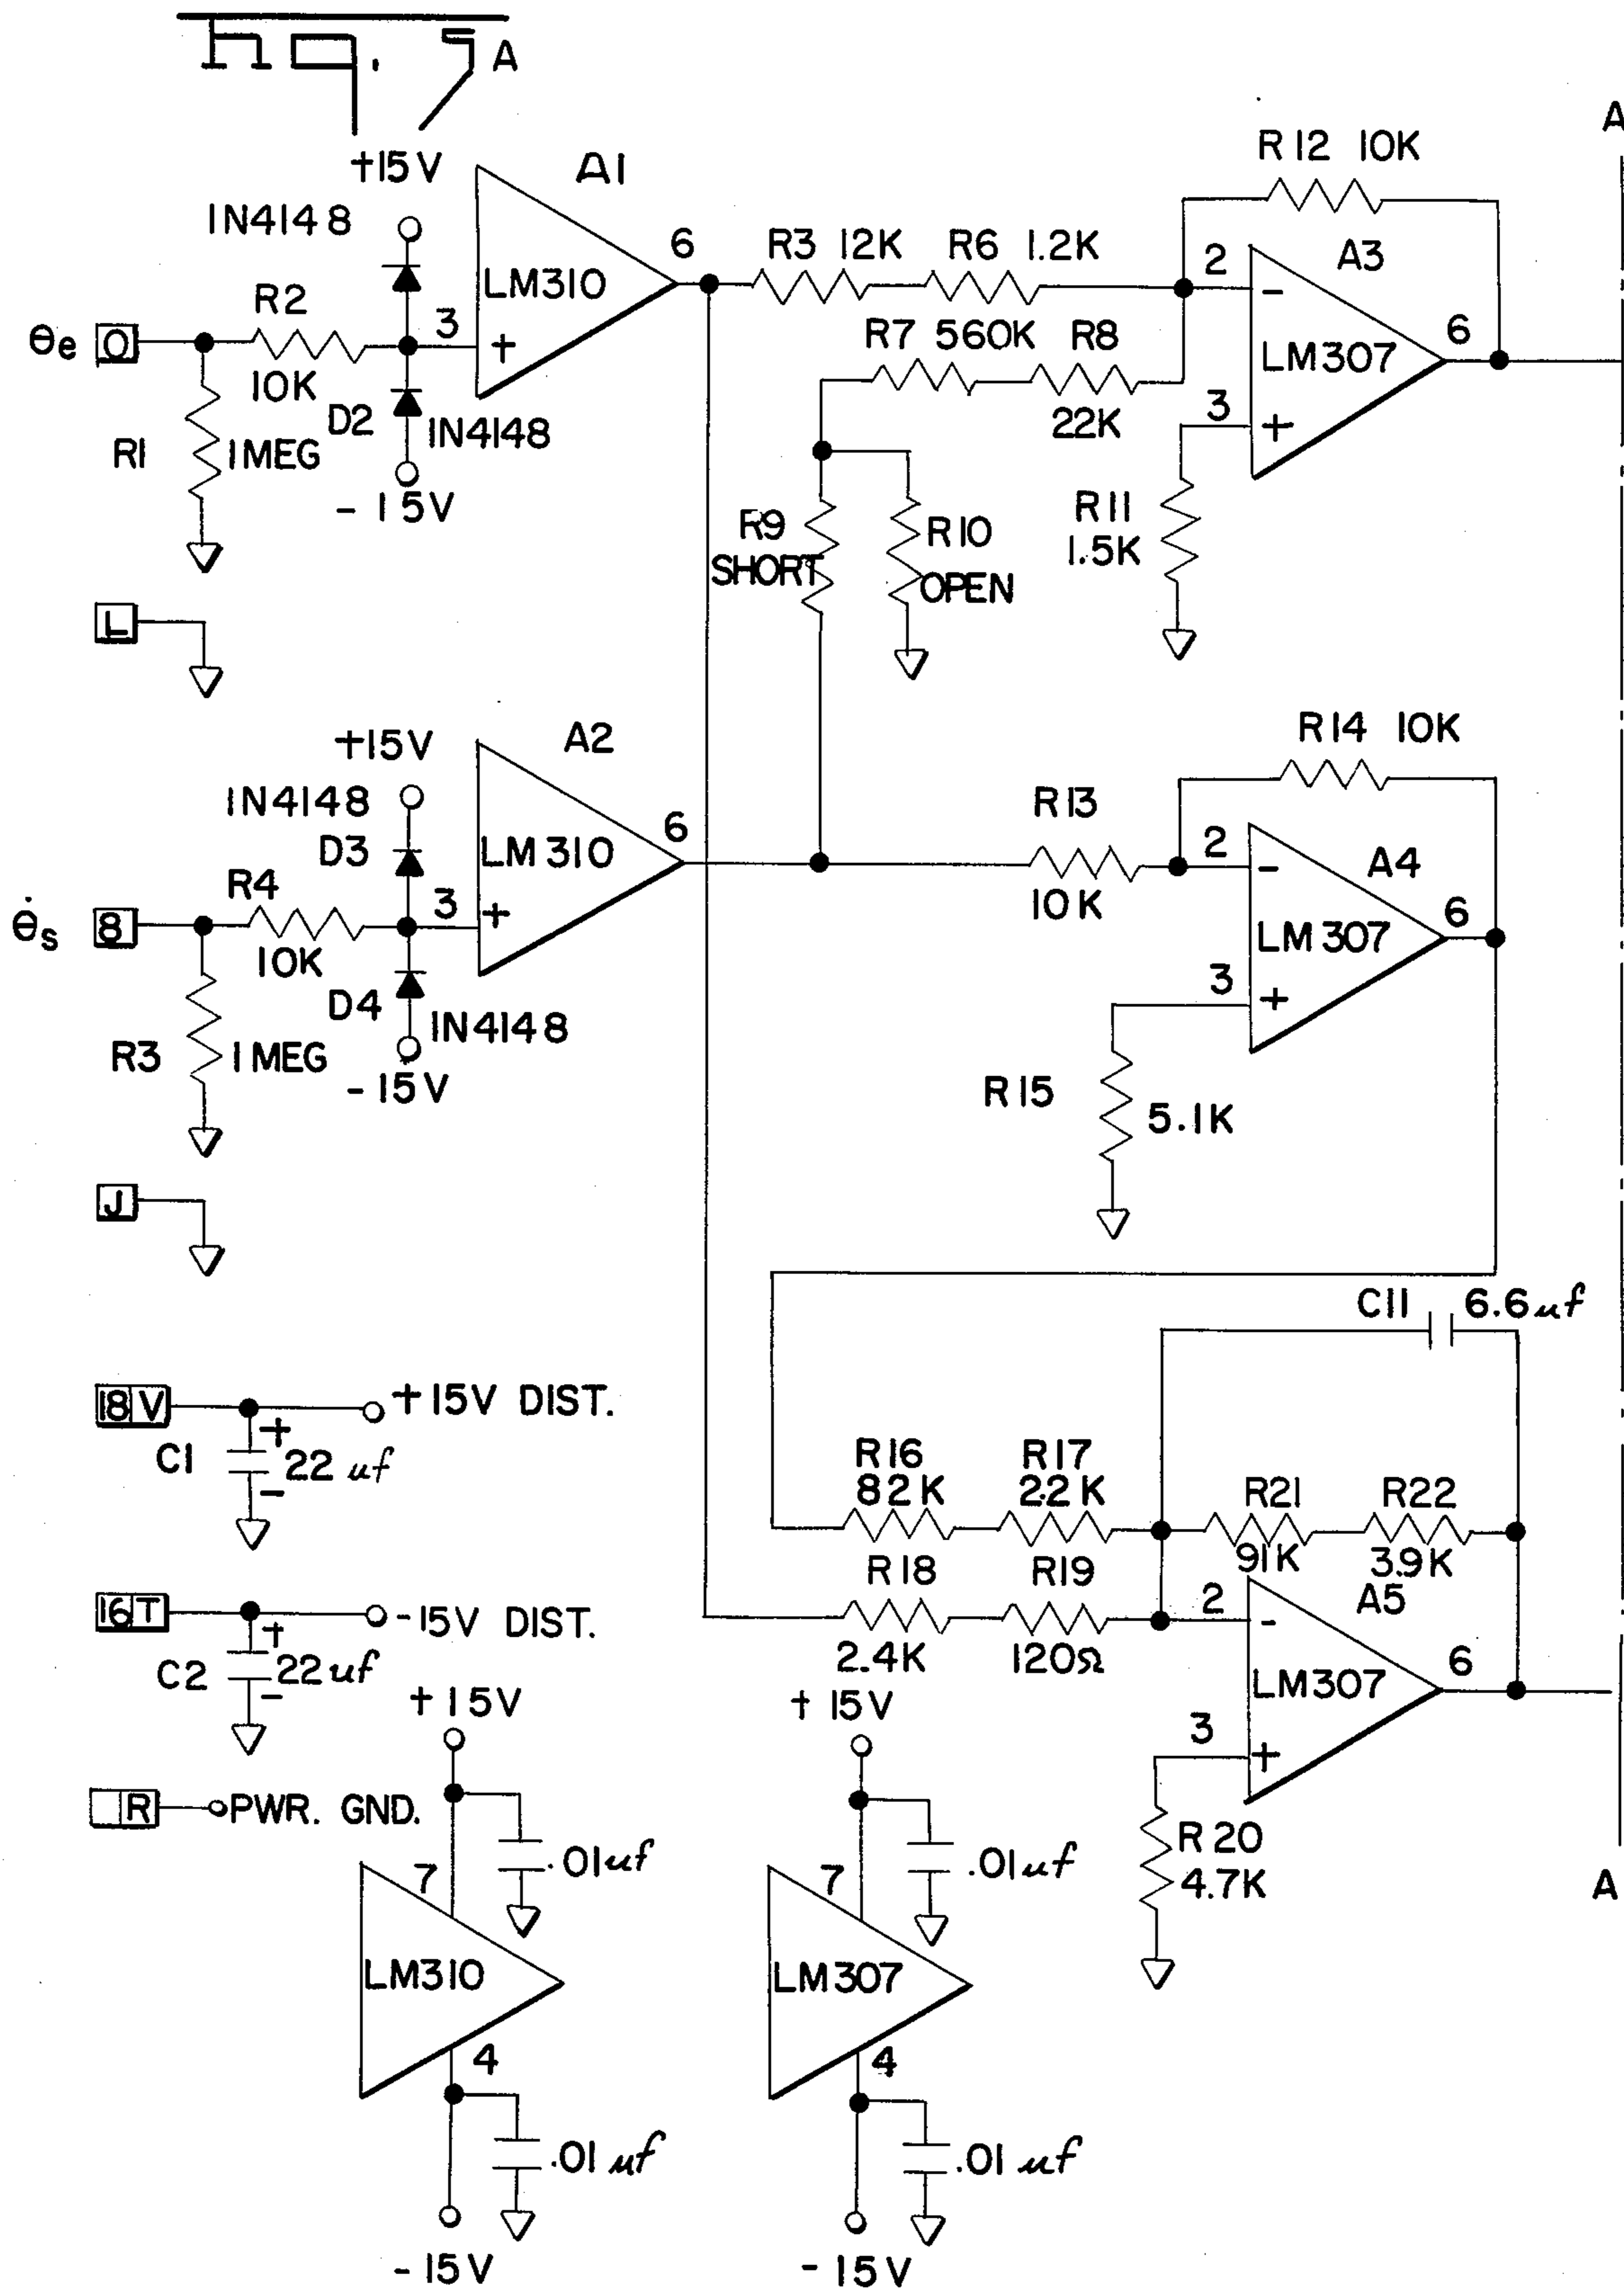 Fig. 5A
A
+15V
1N4148
A1
LM310
6
3
+
R2
10K
θe
0
D2
1N4148
R1
1MEG
-15V
L
R3 12K
R6 1.2K
R7 560K
R8
22K
R9
SHORT
R10
OPEN
R12 10K
2
-
A3
LM307
6
3
+
R11
1.5K
+15V
A2
1N4148
D3
LM310
6
3
+
R4
10K
θ̇s
8
D4
1N4148
R3
1MEG
-15V
J
R14 10K
R13
10K
2
-
A4
LM307
6
3
+
R15
5.1K
C11 6.6uf
18 V
+15V DIST.
C1
+
22uf
-
R16
82K
R17
2.2K
R21
91K
R22
3.9K
R18
2.4K
R19
120Ω
2
-
A5
LM307
6
3
+
R20
4.7K
16 T
-15V DIST.
C2
+
22uf
-
R
PWR. GND.
+15V
7
.01uf
LM310
4
.01uf
-15V
+15V
7
.01uf
LM307
4
.01uf
-15V
A